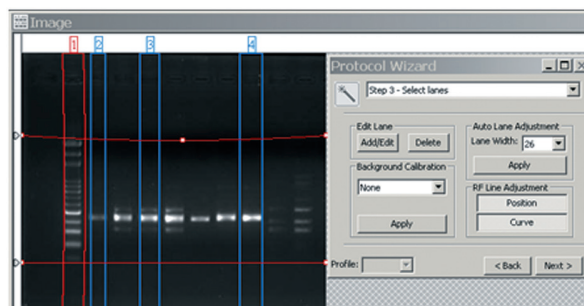 Image
1 2 3 4
Protocol Wizard
Step 3 - Select lanes
Edit Lane
Add/Edit Delete
Auto Lane Adjustment
Lane Width: 26
Apply
Background Calibration
None
Apply
RF Line Adjustment
Position
Curve
Profile:
< Back Next >